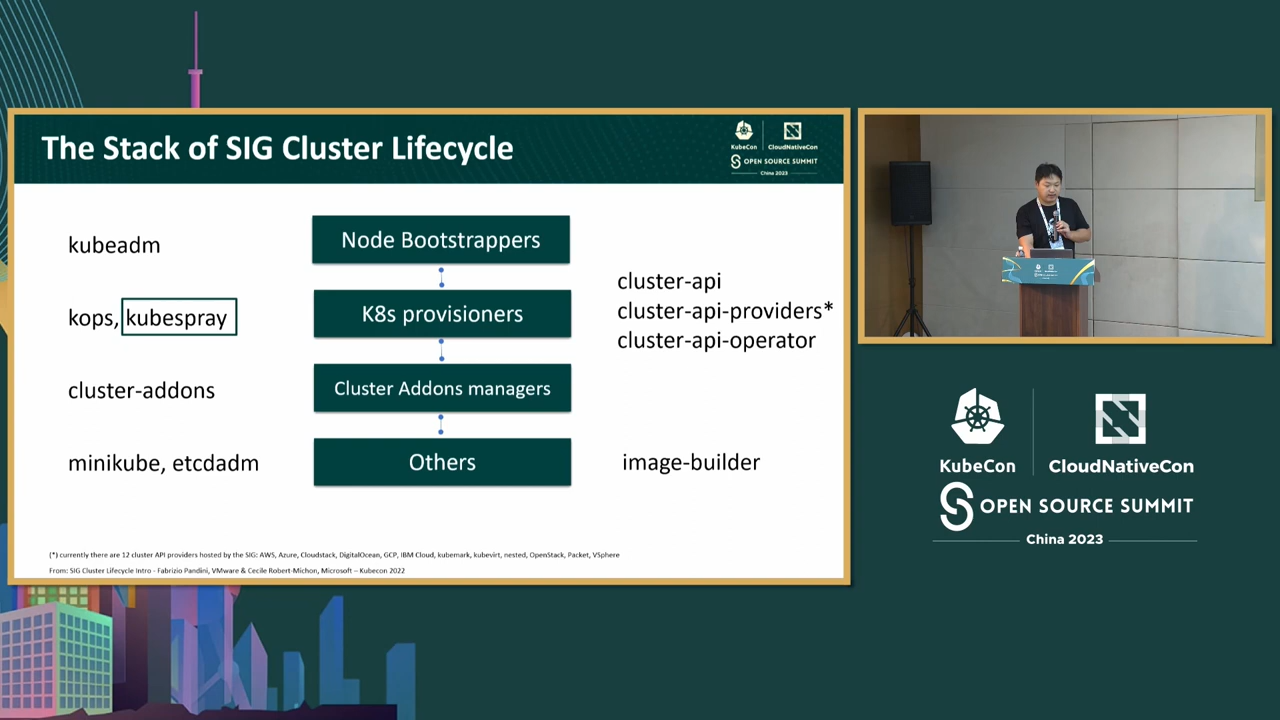 The Stack of SIG Cluster Lifecycle
KubeCon
CloudNativeCon
OPEN SOURCE SUMMIT
China 2023
kubeadm
Node Bootstrappers
cluster-api
kops, kubespray
K8s provisioners
cluster-api-providers*
cluster-api-operator
cluster-addons
Cluster Addons managers
minikube, etcdadm
Others
image-builder
(*) currently there are 12 cluster API providers hosted by the SIG: AWS, Azure, Cloudstack, DigitalOcean, GCP, IBM Cloud, kubemark, kubevirt, nested, OpenStack, Packet, VSphere
From: SIG Cluster Lifecycle Intro - Fabrizio Pandini, VMware & Cecile Robert-Michon, Microsoft – Kubecon 2022
KubeCon
CloudNativeCon
OPEN SOURCE SUMMIT
China 2023